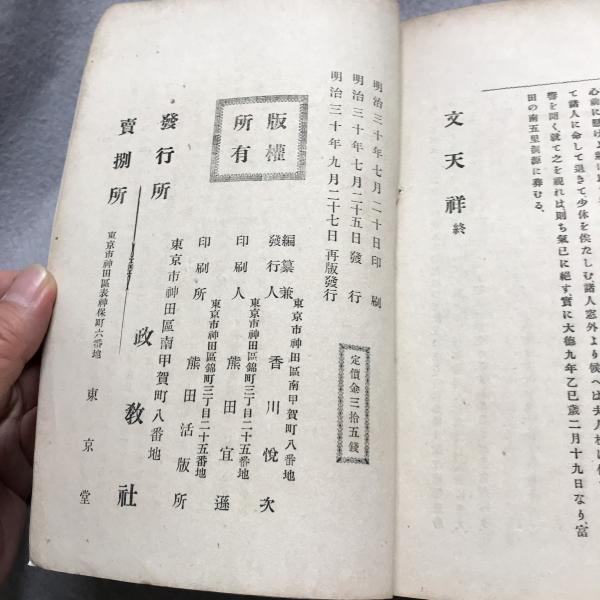 心前に
て諸人に命して退きて、少休を俟たしむ、諸人窓外より候へは夫人
響を聞く、就て之を視れは、則ち氣已に絶す、實に大德九年乙巳歳二月十九日なり、富
田の南五里洞源に葬むる、
文天祥終
明治三十年七月二十日印刷
明治三十年七月二十五日發行
明治三十年九月二十七日再版發行
定價金三拾五錢
版權所有
東京市神田區南甲賀町八番地
編纂兼發行人 香川悅次
東京市神田區錦町三丁目二十五番地
印刷人 熊田宜遜
東京市神田區錦町三丁目二十五番地
印刷所 熊田活版所
東京市神田區南甲賀町八番地
發行所 政教社
東京市神田區表神保町六番地
賣捌所 東京堂